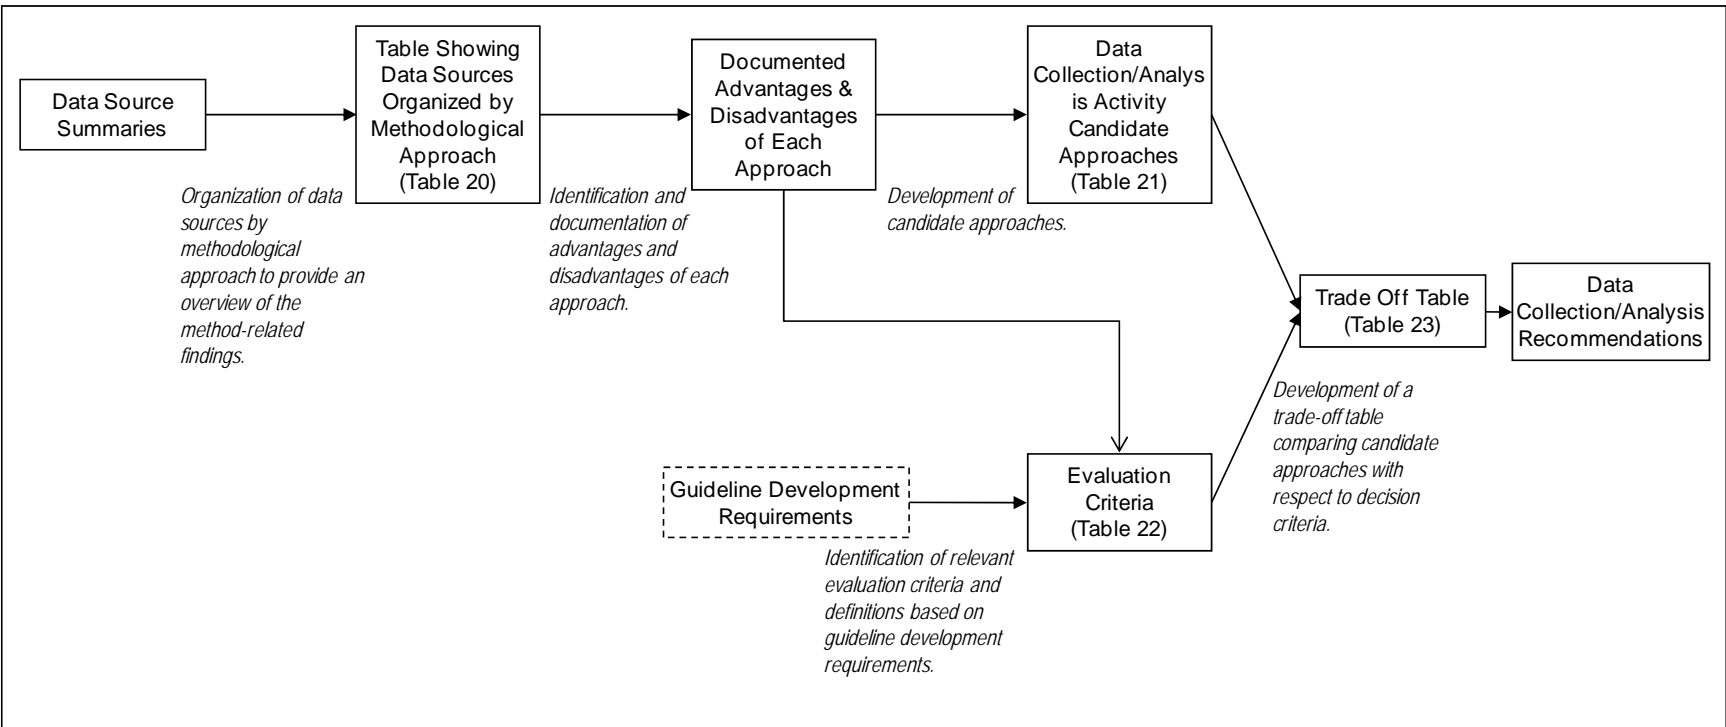 Data Source
Summaries
Table Showing
Data Sources
Organized by
Methodological
Approach
(Table 20)
Documented
Advantages &
Disadvantages
of Each
Approach
Data
Collection/Analys
is Activity
Candidate
Approaches
(Table 21)
Organization of data
sources by
methodological
approach to provide an
overview of the
method-related
findings.
Identification and
documentation of
advantages and
disadvantages of each
approach.
Development of
candidate approaches.
Trade Off Table
(Table 23)
Data
Collection/Analysis
Recommendations
Development of a
trade-off table
comparing candidate
approaches with
respect to decision
criteria.
Guideline Development
Requirements
Evaluation
Criteria
(Table 22)
Identification of relevant
evaluation criteria and
definitions based on
guideline development
requirements.